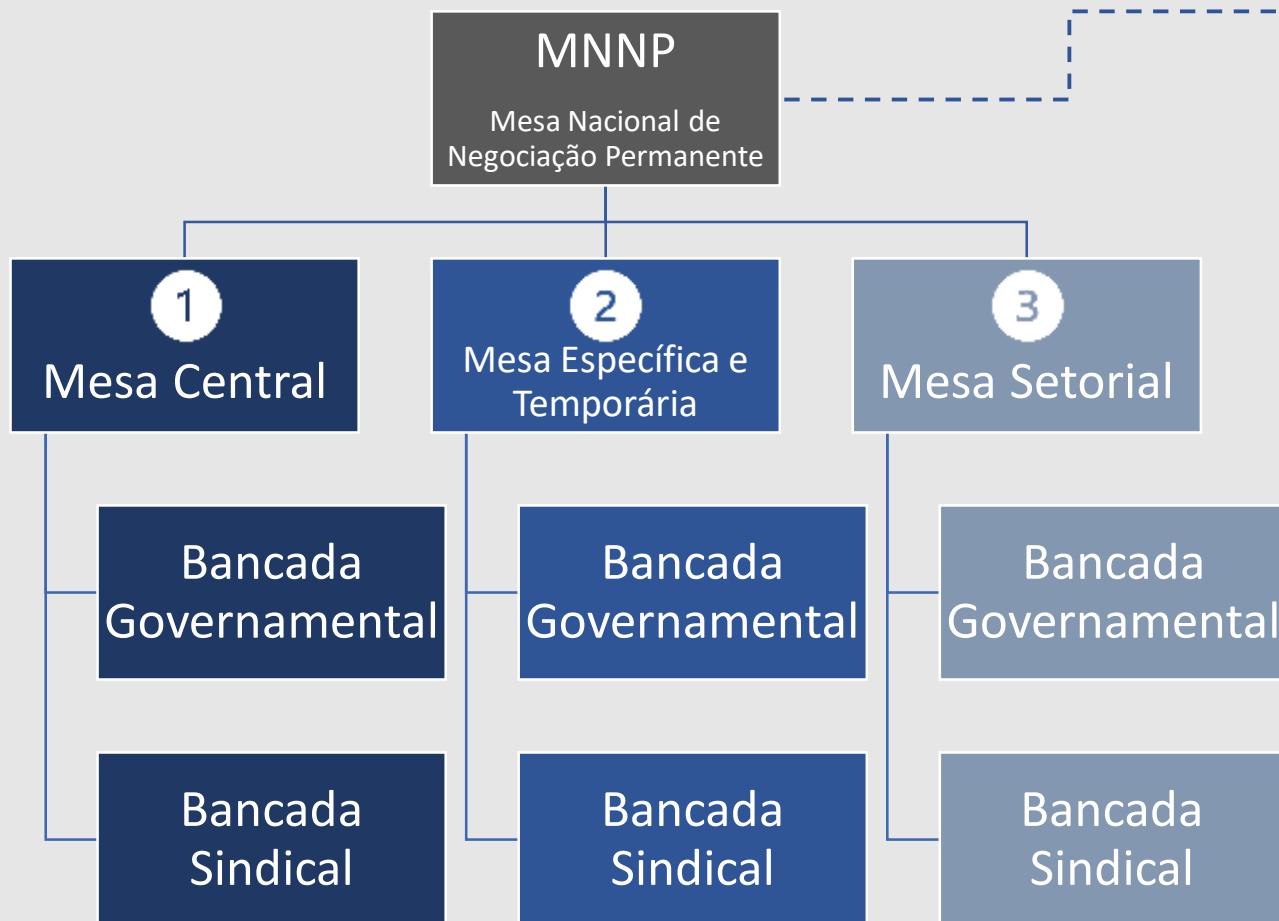 MNNP
Mesa Nacional de
Negociação Permanente
1
Mesa Central
2
Mesa Específica e
Temporária
3
Mesa Setorial
Bancada
Governamental
Bancada
Governamental
Bancada
Governamental
Bancada
Sindical
Bancada
Sindical
Bancada
Sindical